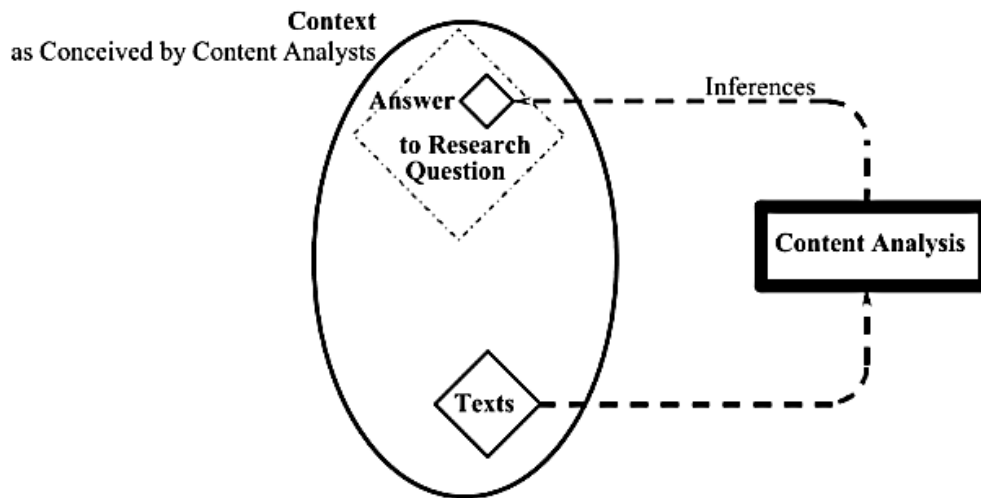 Context
as Conceived by Content Analysts
Inferences
Answer
to Research
Question
Content Analysis
Texts